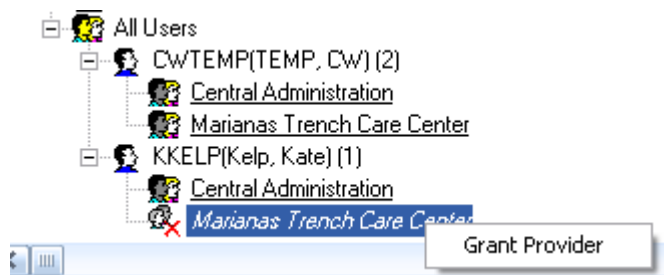 All Users
CWTEMP(TEMP, CW) (2)
Central Administration
Marianas Trench Care Center
KKELP(Kelp, Kate) (1)
Central Administration
Marianas Trench Care Center
Grant Provider